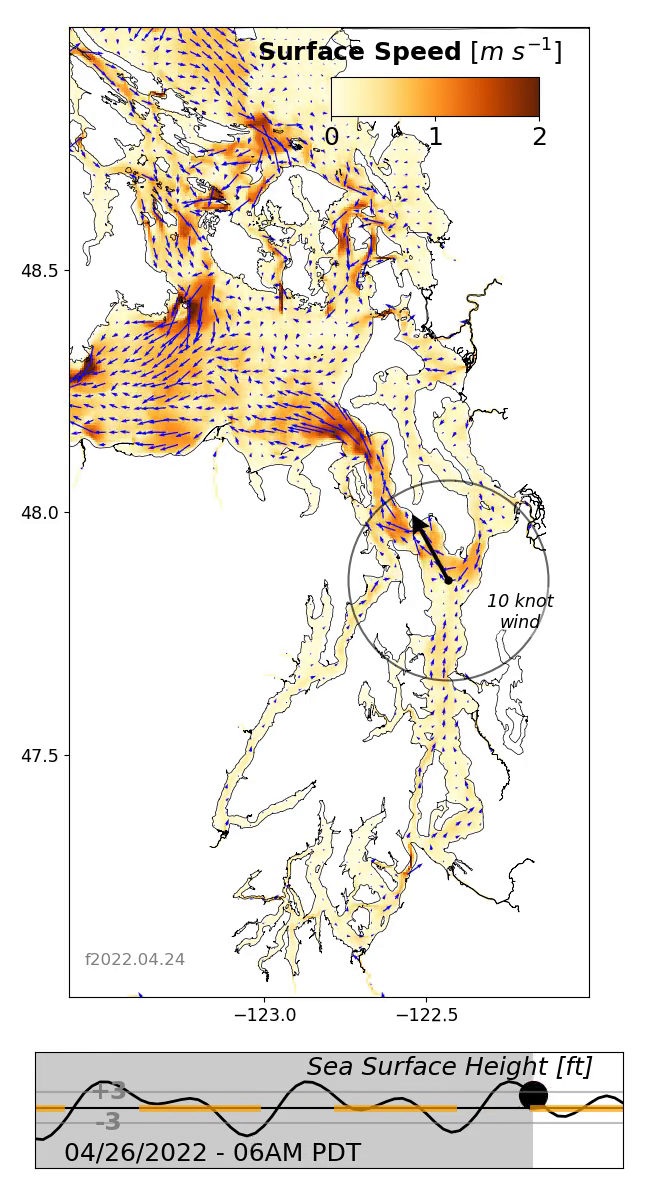 Surface Speed [m s⁻¹]
0 1 2
48.5
48.0
10 knot
wind
47.5
f2022.04.24
−123.0 −122.5
Sea Surface Height [ft]
+3
-3
04/26/2022 - 06AM PDT